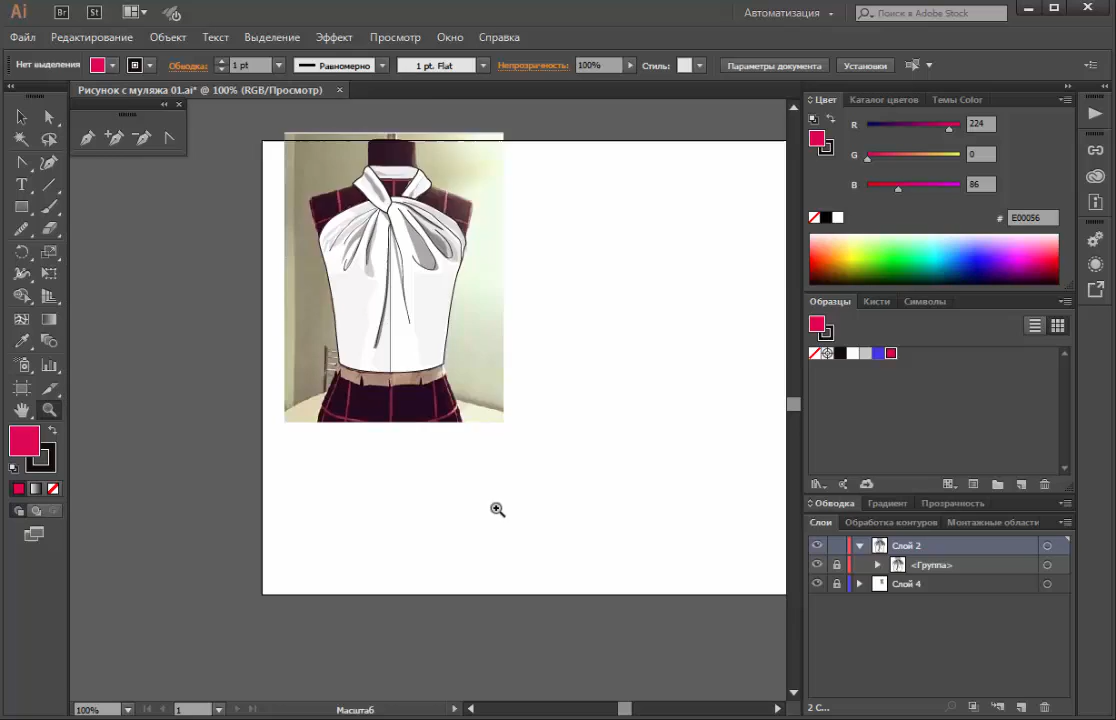 Ai Br St Автоматизация Поиск в Adobe Stock
Файл Редактирование Объект Текст Выделение Эффект Просмотр Окно Справка
Нет выделения Обводка: 1 pt Равномерно 1 pt. Flat Непрозрачность: 100% Стиль: Параметры документа Установки
Рисунок с муляжа 01.ai* @ 100% (RGB/Просмотр)
Цвет Каталог цветов Темы Color
R 224
G 0
B 86
# E00056
Образцы Кисти Символы
Обводка Градиент Прозрачность
Слои Обработка контуров Монтажные области
Слой 2
<Группа>
Слой 4
100% 1 Масштаб 2 С...